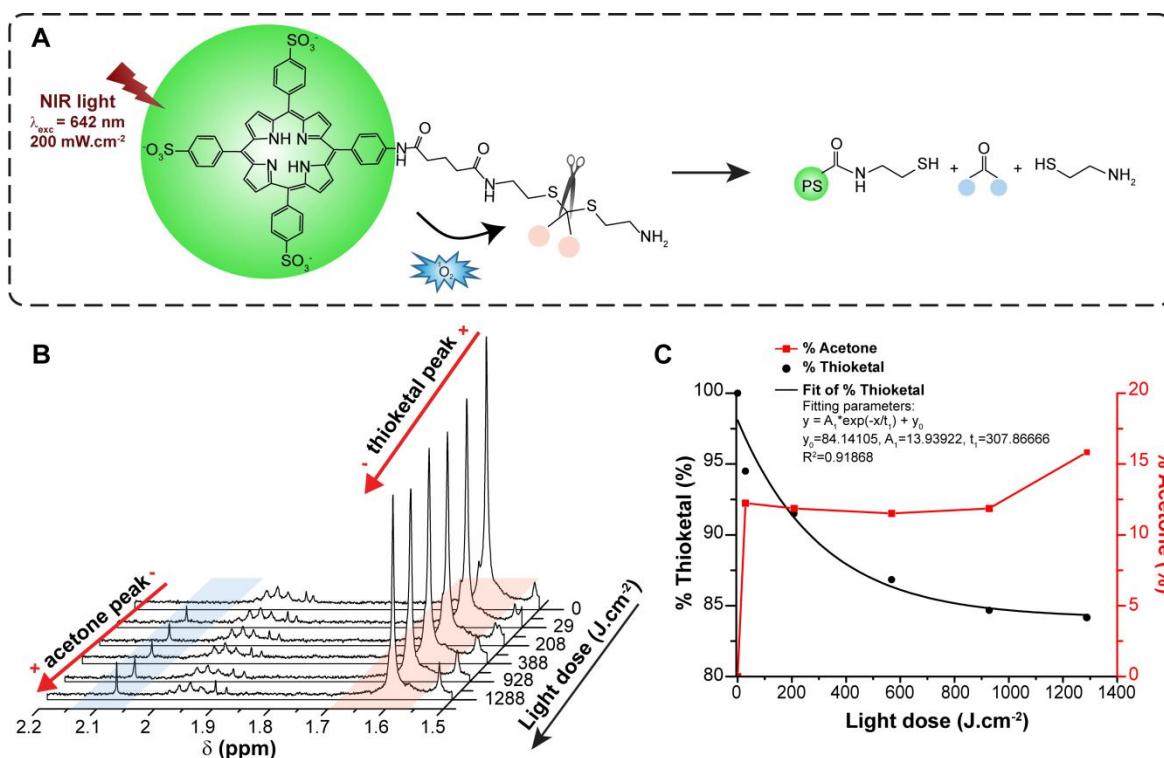 A
NIR light
λexc = 642 nm
200 mW.cm-2
SO3-
-O3S
SO3-
NH
N
N
HN
N
H
O
O
N
H
S
S
NH2
1O2
PS
O
N
H
SH
+
O
+
HS
NH2
B
- thioketal peak +
+ acetone peak -
0
29
208
388
928
1288
Light dose (J.cm-2)
2.2 2.1 2 1.9 1.8 1.7 1.6 1.5
δ (ppm)
C
% Acetone
% Thioketal
Fit of % Thioketal
Fitting parameters:
y = A1*exp(-x/t1) + y0
y0=84.14105, A1=13.93922, t1=307.86666
R2=0.91868
% Thioketal (%)
100
95
90
85
80
% Acetone (%)
20
15
10
5
0
0 200 400 600 800 1000 1200 1400
Light dose (J.cm-2)